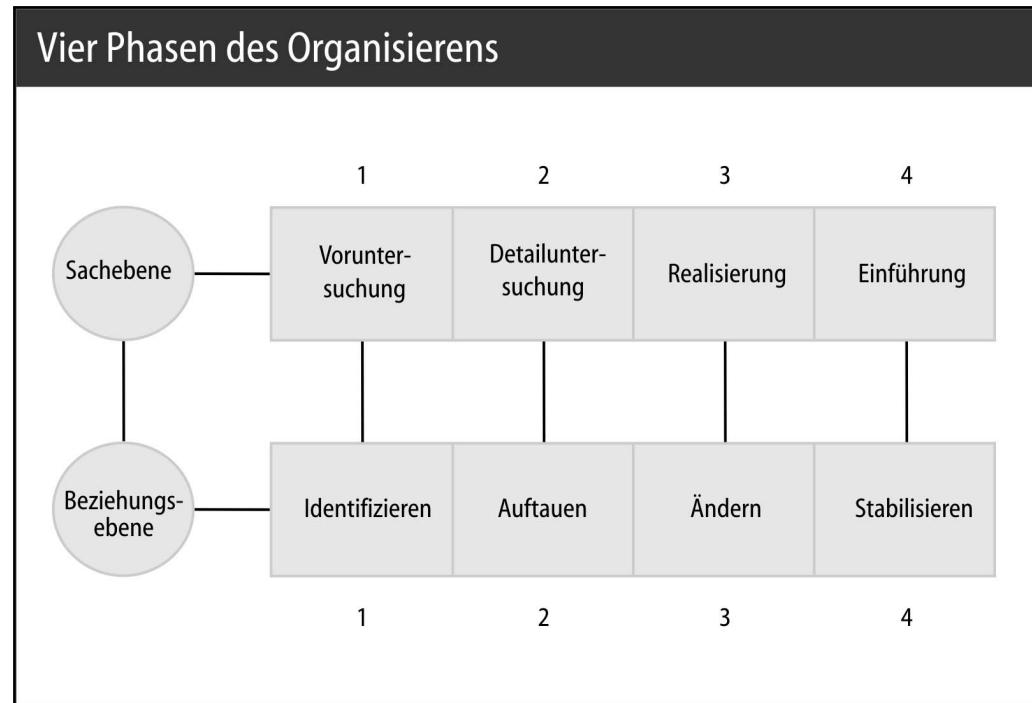 Vier Phasen des Organisierens
1 2 3 4
Sachebene
Vorunter-
suchung
Detailunter-
suchung
Realisierung
Einführung
Beziehungs-
ebene
Identifizieren
Auftauen
Ändern
Stabilisieren
1 2 3 4